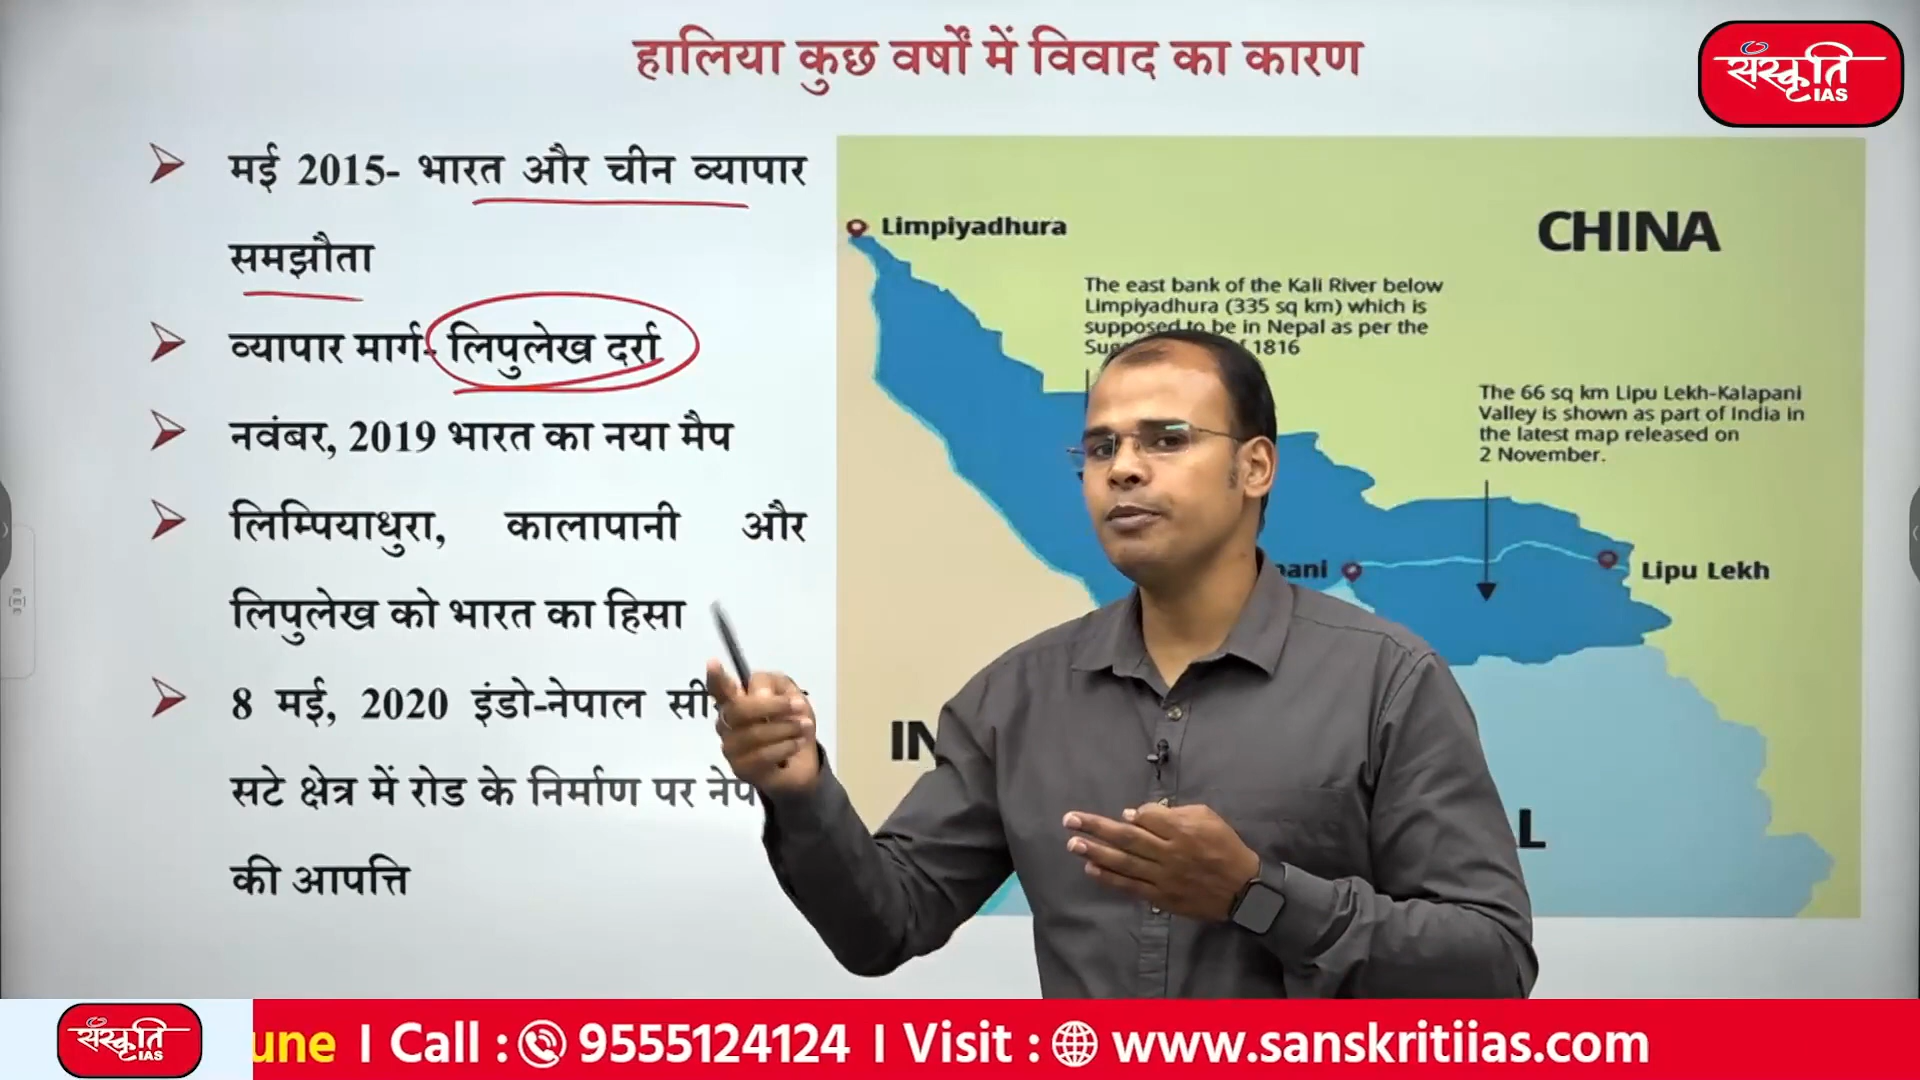 हालिया कुछ वर्षों में विवाद का कारण
संस्कृति
IAS
मई 2015- भारत और चीन व्यापार
समझौता
व्यापार मार्ग- लिपुलेख दर्रा
नवंबर, 2019 भारत का नया मैप
लिम्पियाधुरा, कालापानी और
लिपुलेख को भारत का हिसा
8 मई, 2020 इंडो-नेपाल
सटे क्षेत्र में रोड के निर्माण पर
की आपत्ति
Limpiyadhura
CHINA
The east bank of the Kali River below
Limpiyadhura (335 sq km) which is
supposed to be in Nepal as per the
1816
The 66 sq km Lipu Lekh-Kalapani
Valley is shown as part of India in
the latest map released on
2 November.
Lipu Lekh
संस्कृति
IAS
une | Call : 9555124124 | Visit : www.sanskritiias.com